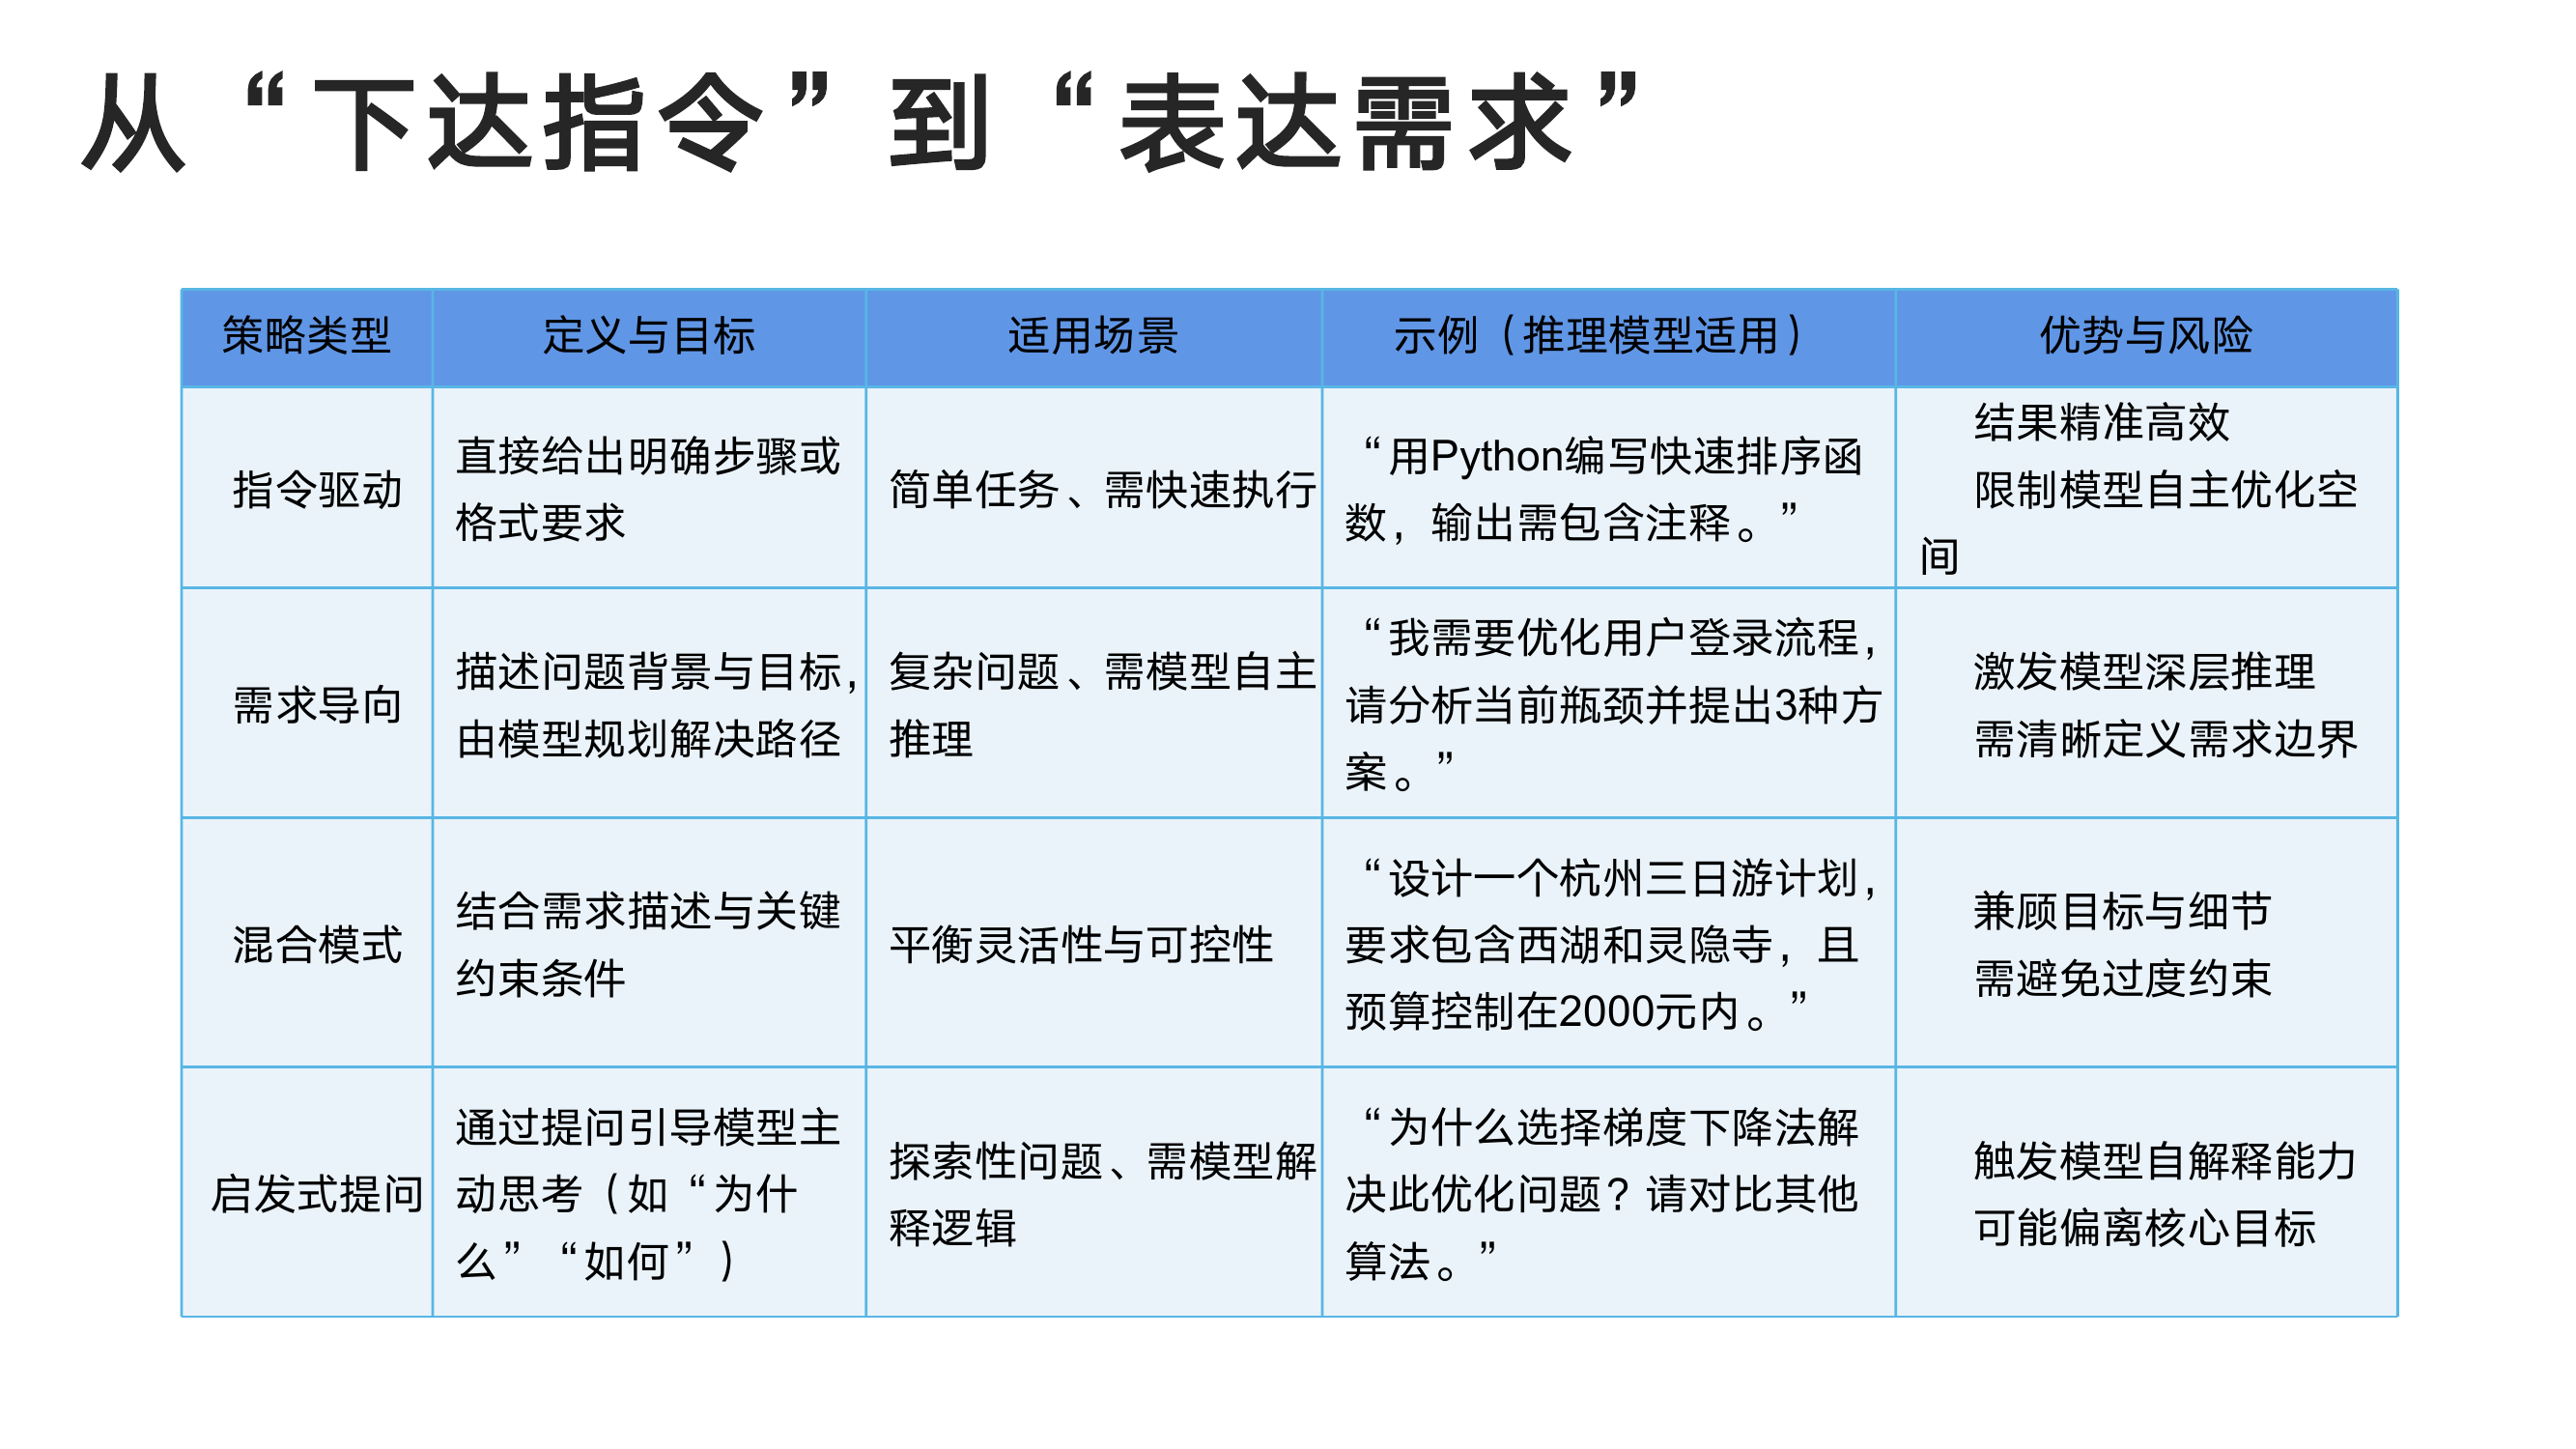 从“下达指令”到“表达需求”
策略类型
定义与目标
适用场景
示例（推理模型适用）
优势与风险
指令驱动
直接给出明确步骤或
格式要求
简单任务、需快速执行
“用Python编写快速排序函
数，输出需包含注释。”
结果精准高效
限制模型自主优化空
间
需求导向
描述问题背景与目标，
由模型规划解决路径
复杂问题、需模型自主
推理
“我需要优化用户登录流程，
请分析当前瓶颈并提出3种方
案。”
激发模型深层推理
需清晰定义需求边界
混合模式
结合需求描述与关键
约束条件
平衡灵活性与可控性
“设计一个杭州三日游计划，
要求包含西湖和灵隐寺，且
预算控制在2000元内。”
兼顾目标与细节
需避免过度约束
启发式提问
通过提问引导模型主
动思考（如“为什
么”“如何”）
探索性问题、需模型解
释逻辑
“为什么选择梯度下降法解
决此优化问题？请对比其他
算法。”
触发模型自解释能力
可能偏离核心目标